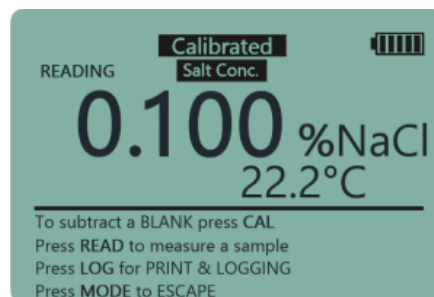 Calibrated
READING Salt Conc.
0.100 %NaCl
22.2°C
To subtract a BLANK press CAL
Press READ to measure a sample
Press LOG for PRINT & LOGGING
Press MODE to ESCAPE